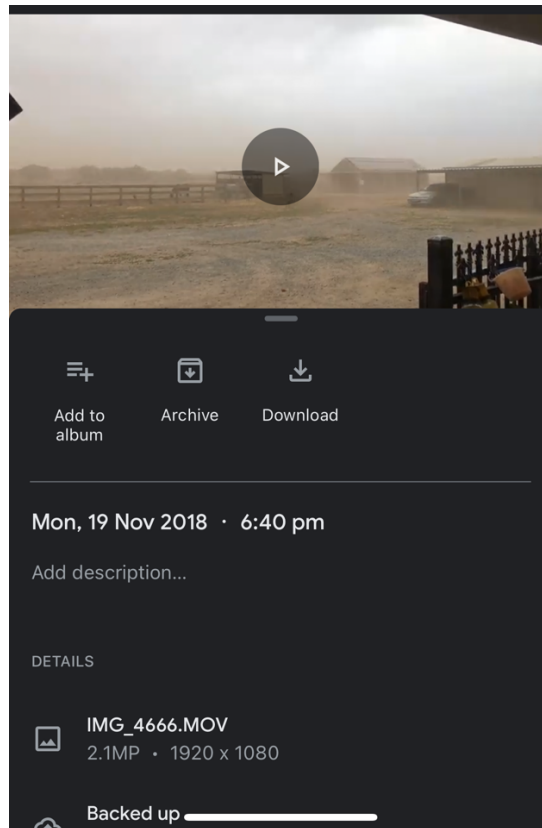 Add to
album
Archive
Download
Mon, 19 Nov 2018 · 6:40 pm
Add description...
DETAILS
IMG_4666.MOV
2.1MP · 1920 x 1080
Backed up